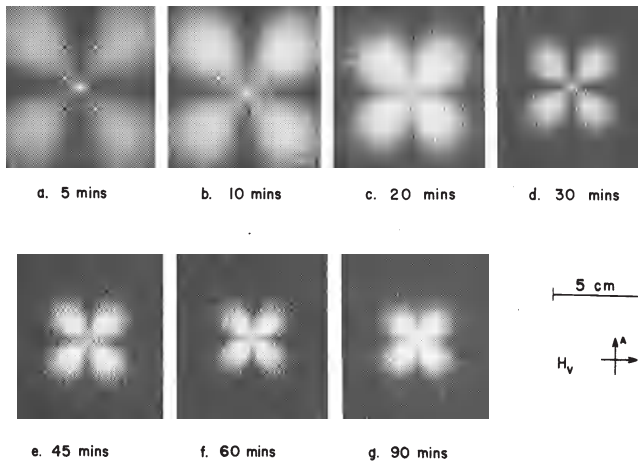 a. 5 mins
b. 10 mins
c. 20 mins
d. 30 mins
5 cm
A
Hv
e. 45 mins
f. 60 mins
g. 90 mins